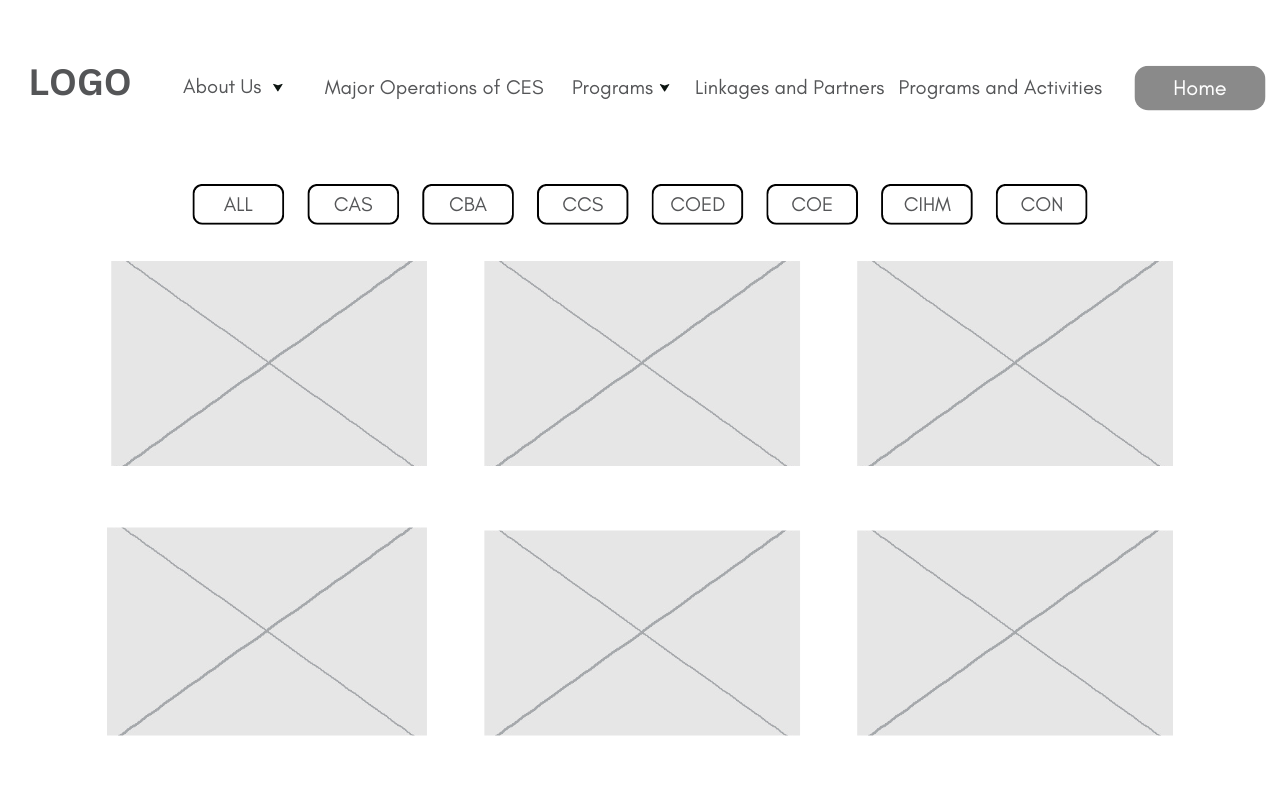 LOGO About Us Major Operations of CES Programs Linkages and Partners Programs and Activities Home
ALL CAS CBA CCS COED COE CIHM CON